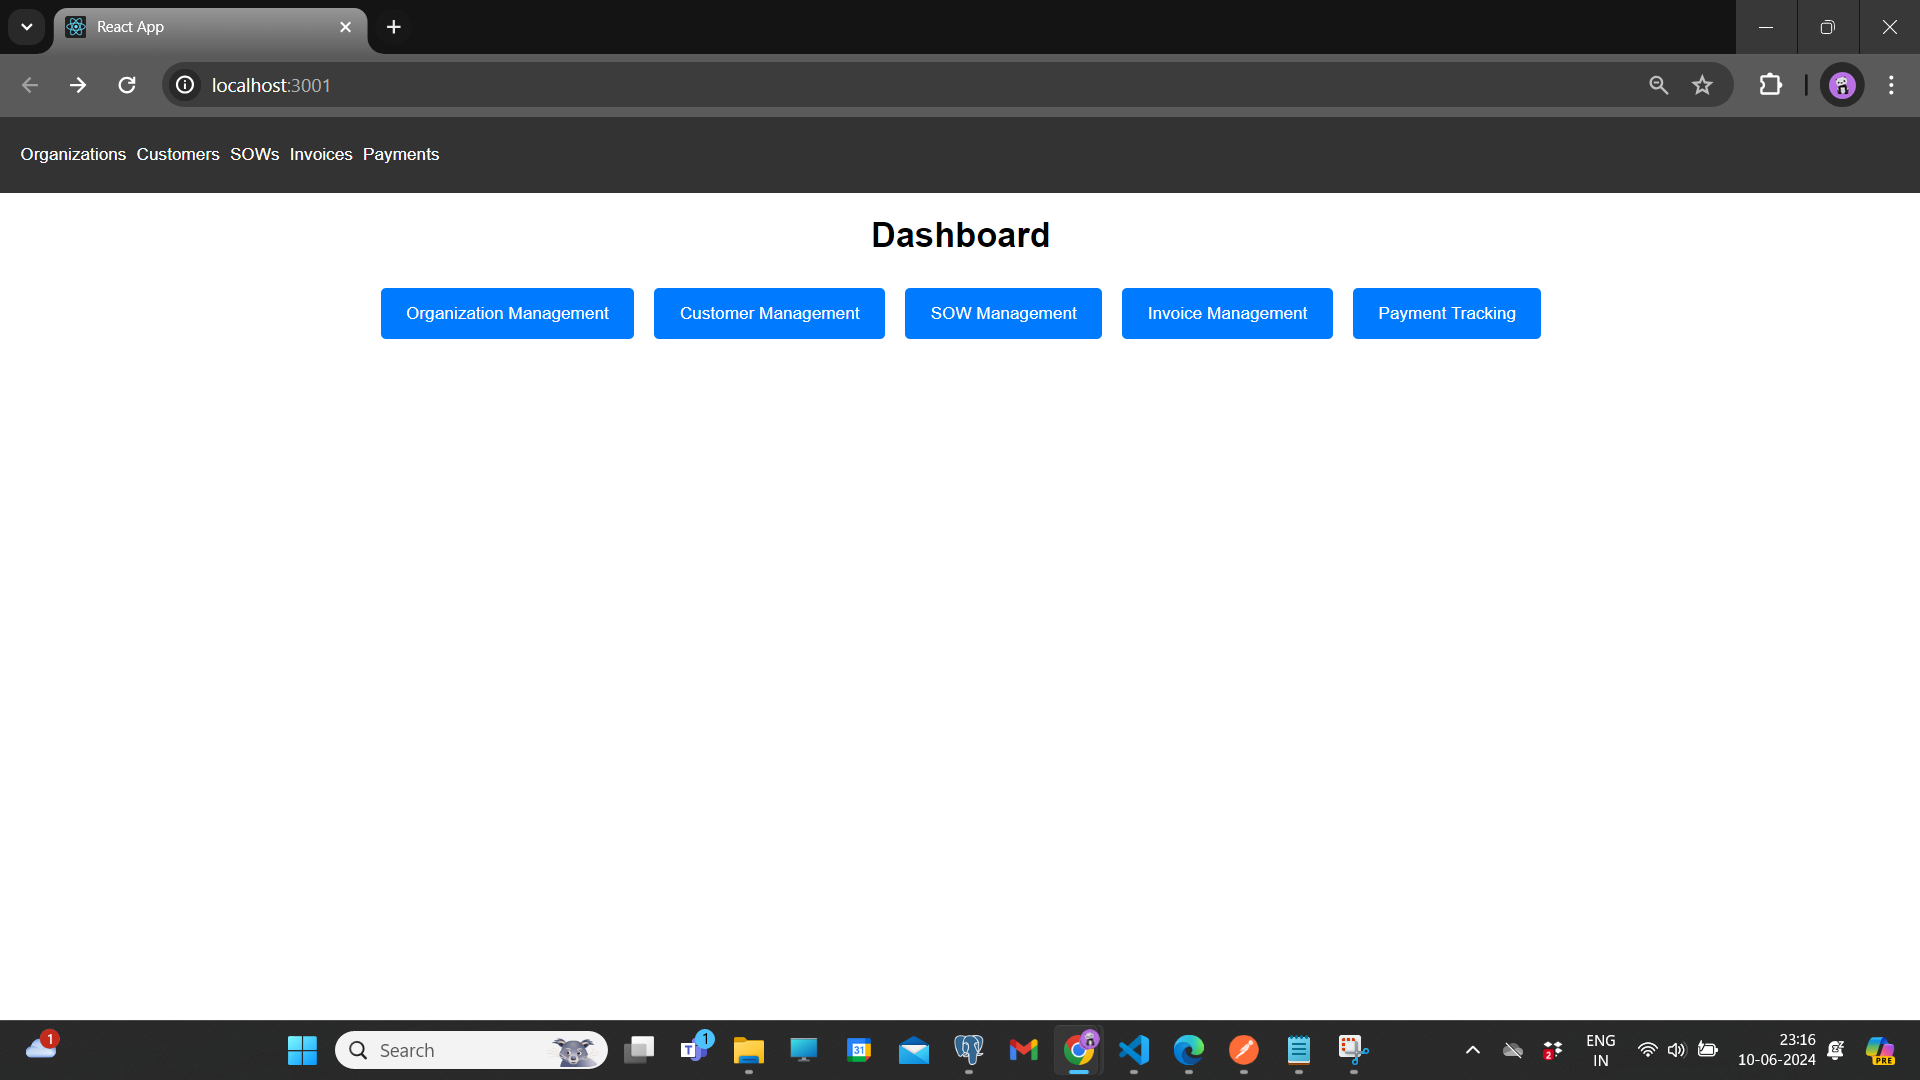 React App
localhost:3001
Organizations Customers SOWs Invoices Payments
Dashboard
Organization Management Customer Management SOW Management Invoice Management Payment Tracking
1
Search
1
31
2
ENG
IN
23:16
10-06-2024
PRE